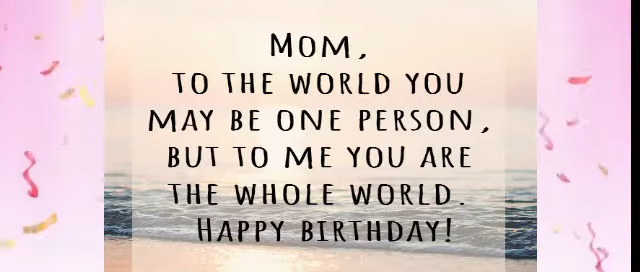 Mom,
to the world you
may be one person,
but to me you are
the whole world.
Happy birthday!